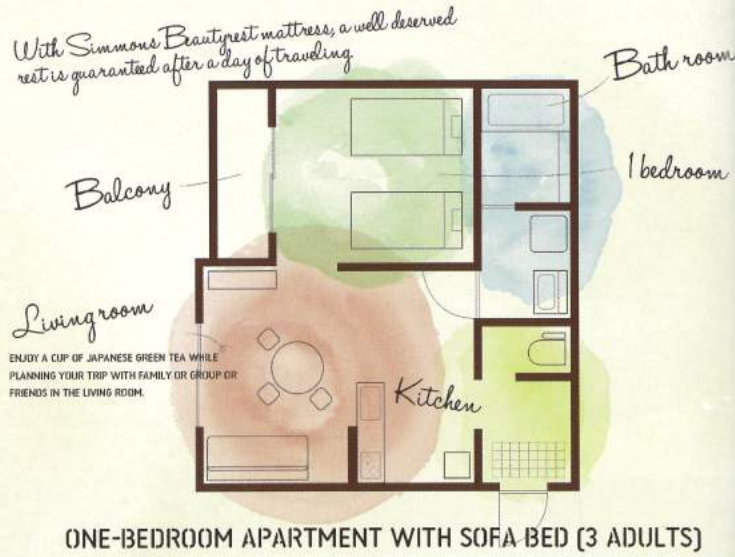 With Simmons Beautyrest mattress, a well deserved
rest is guaranteed after a day of traveling.
Bath room
1 bedroom
Balcony
Living room
ENJOY A CUP OF JAPANESE GREEN TEA WHILE
PLANNING YOUR TRIP WITH FAMILY OR GROUP OR
FRIENDS IN THE LIVING ROOM.
Kitchen
ONE-BEDROOM APARTMENT WITH SOFA BED (3 ADULTS)